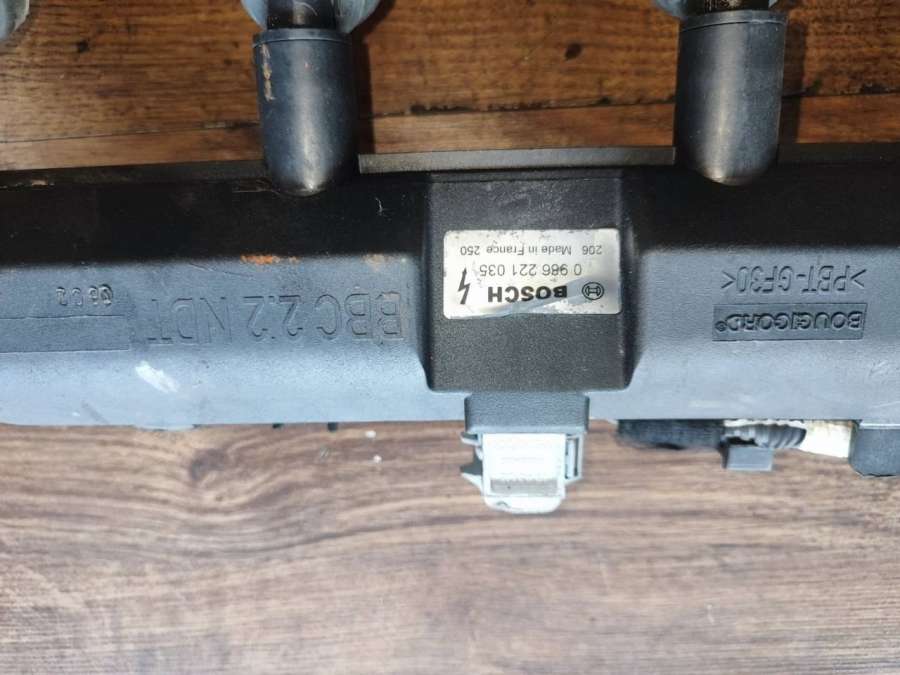 BOUGICORD®
>PBT-GF30<
BOSCH
0 986 221 035
206 Made in France 250
BBC 2.2 NDT